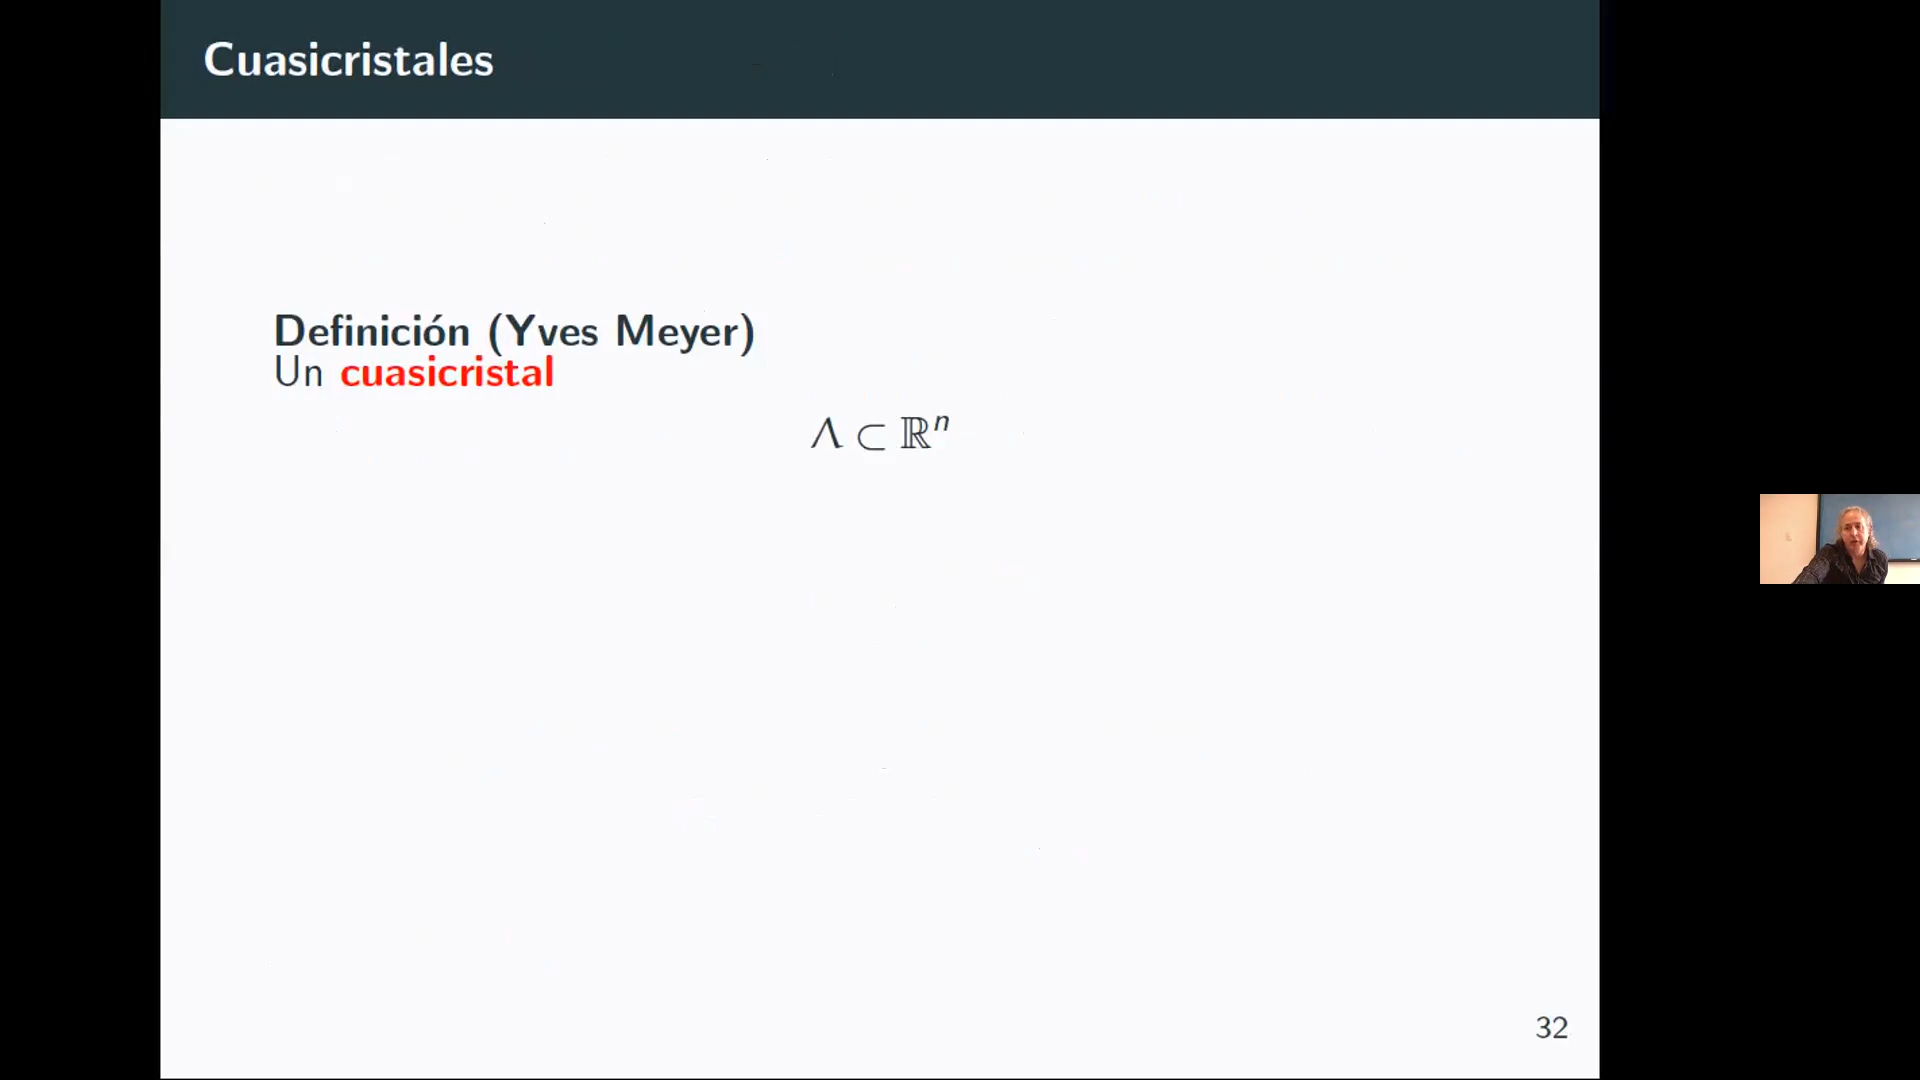 Cuasicristales
Definición (Yves Meyer)
Un cuasicristal
Λ ⊂ ℝⁿ
32